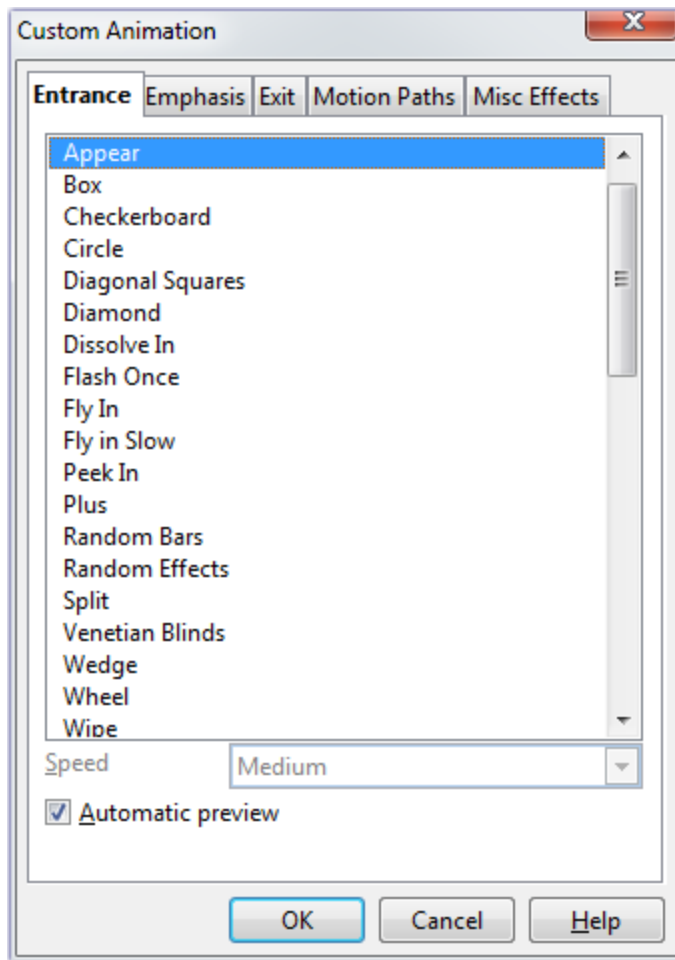 Custom Animation
Entrance Emphasis Exit Motion Paths Misc Effects
Appear
Box
Checkerboard
Circle
Diagonal Squares
Diamond
Dissolve In
Flash Once
Fly In
Fly in Slow
Peek In
Plus
Random Bars
Random Effects
Split
Venetian Blinds
Wedge
Wheel
Wipe
Speed Medium
Automatic preview
OK Cancel Help